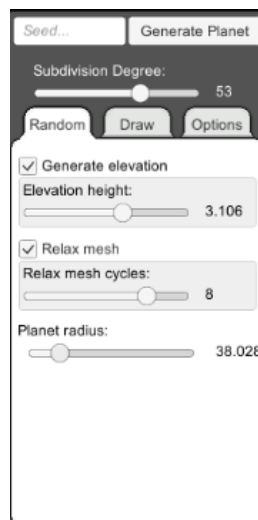 Seed... Generate Planet
Subdivision Degree:
53
Random Draw Options
Generate elevation
Elevation height:
3.106
Relax mesh
Relax mesh cycles:
8
Planet radius:
38.028